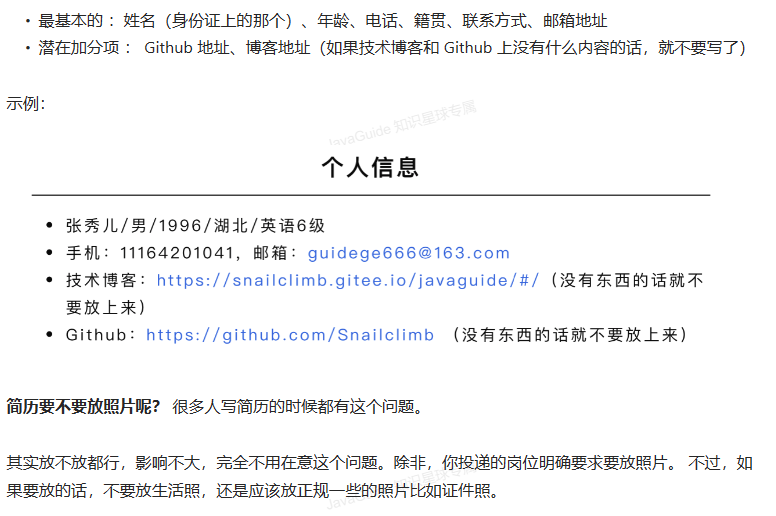 • 最基本的 ：姓名（身份证上的那个）、年龄、电话、籍贯、联系方式、邮箱地址
• 潜在加分项 ： Github 地址、博客地址（如果技术博客和 Github 上没有什么内容的话，就不要写了）
示例：
JavaGuide 知识星球专属
个人信息
• 张秀儿/男/1996/湖北/英语6级
• 手机：11164201041，邮箱：guidege666@163.com
• 技术博客：https://snailclimb.gitee.io/javaguide/#/（没有东西的话就不
要放上来）
• Github：https://github.com/Snailclimb （没有东西的话就不要放上来）
简历要不要放照片呢？ 很多人写简历的时候都有这个问题。
其实放不放都行，影响不大，完全不用在意这个问题。除非，你投递的岗位明确要求要放照片。 不过，如
果要放的话，不要放生活照，还是应该放正规一些的照片比如证件照。
JavaGuide 知识星球专属